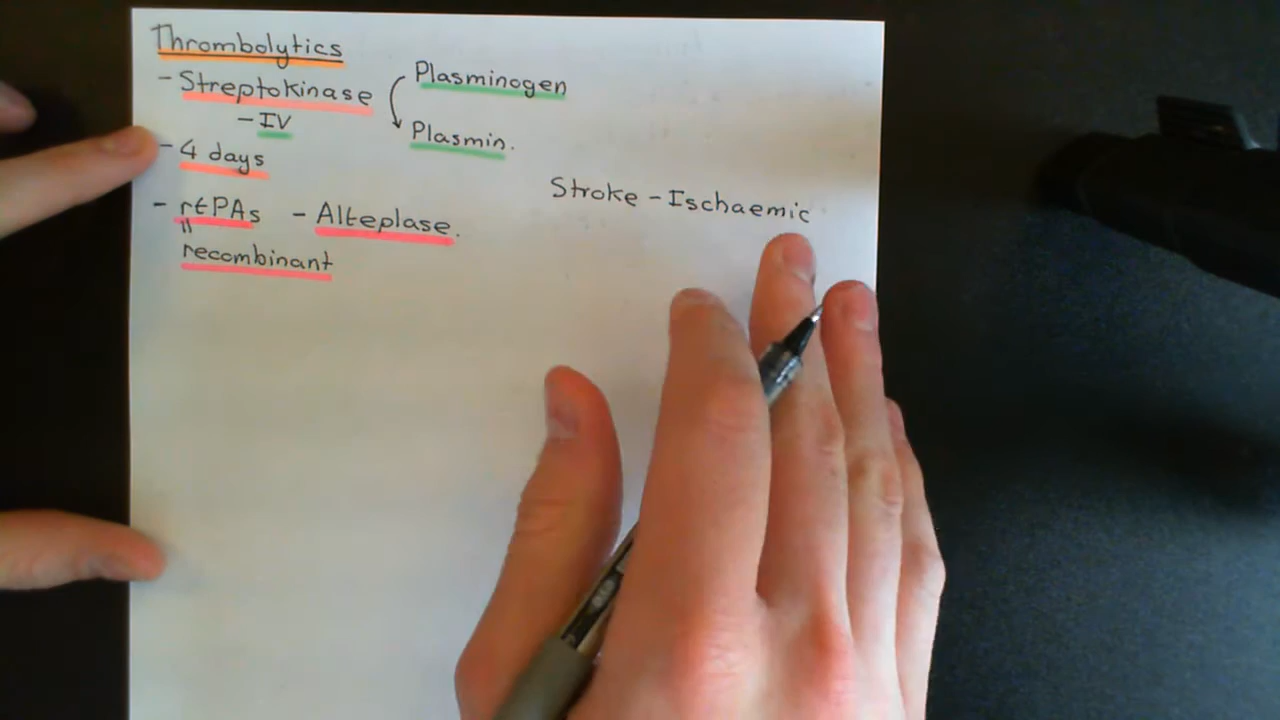 Thrombolytics
- Streptokinase
- IV
Plasminogen
Plasmin.
- 4 days
- rtPAs - Alteplase.
recombinant
Stroke - Ischaemic